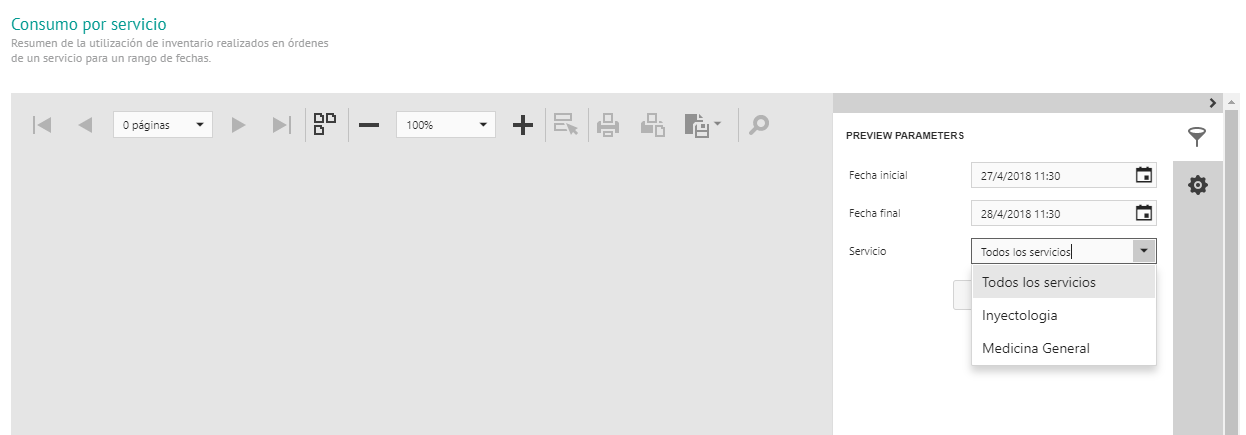 Consumo por servicio
Resumen de la utilización de inventario realizados en órdenes
de un servicio para un rango de fechas.
0 páginas
100%
PREVIEW PARAMETERS
Fecha inicial
27/4/2018 11:30
Fecha final
28/4/2018 11:30
Servicio
Todos los servicios
Todos los servicios
Inyectologia
Medicina General